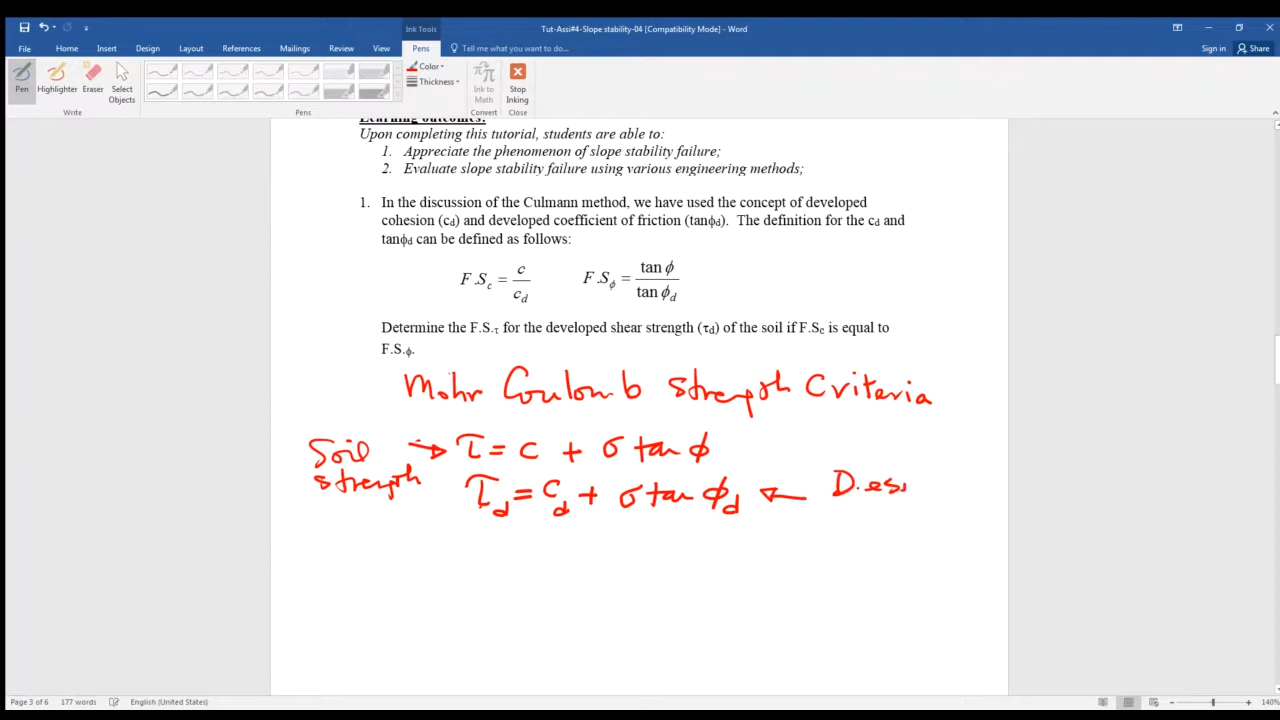 Ink Tools
Tut-Assi#4-Slope stability-04 [Compatibility Mode] - Word
File Home Insert Design Layout References Mailings Review View Pens Tell me what you want to do... Sign in Share
Pen Highlighter Eraser Select Objects
Color
Thickness
Ink to Math
Stop Inking
Write Pens Convert Close
Learning outcomes:
Upon completing this tutorial, students are able to:
1. Appreciate the phenomenon of slope stability failure;
2. Evaluate slope stability failure using various engineering methods;
1. In the discussion of the Culmann method, we have used the concept of developed
cohesion (cd) and developed coefficient of friction (tanϕd). The definition for the cd and
tanϕd can be defined as follows:
F.Sc = c / cd F.Sϕ = tan ϕ / tan ϕd
Determine the F.S.τ for the developed shear strength (τd) of the soil if F.Sc is equal to
F.S.ϕ.
Mohr Coulomb Strength Criteria
Soil strength → τ = c + σ tan ϕ
τd = cd + σ tan ϕd ← Des
Page 3 of 6 177 words English (United States) 140%